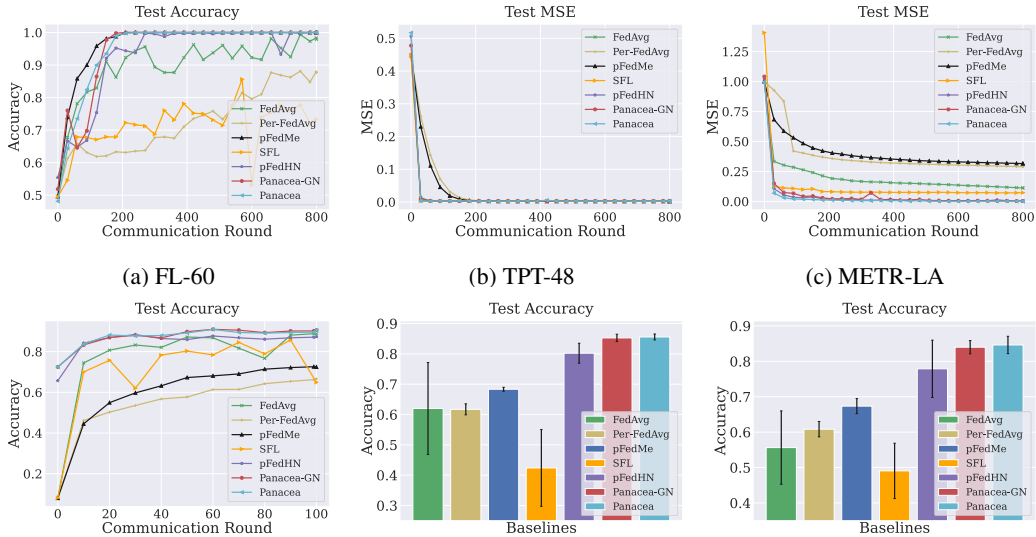 Test Accuracy
Accuracy
1.0
0.9
0.8
0.7
0.6
0.5
0
200
400
600
800
Communication Round
FedAvg
Per-FedAvg
pFedMe
SFL
pFedHN
Panacea-GN
Panacea
Test MSE
MSE
0.5
0.4
0.3
0.2
0.1
0.0
0
200
400
600
800
Communication Round
FedAvg
Per-FedAvg
pFedMe
SFL
pFedHN
Panacea-GN
Panacea
Test MSE
MSE
1.25
1.00
0.75
0.50
0.25
0.00
0
200
400
600
800
Communication Round
FedAvg
Per-FedAvg
pFedMe
SFL
pFedHN
Panacea-GN
Panacea
(a) FL-60
(b) TPT-48
(c) METR-LA
Test Accuracy
Accuracy
0.8
0.6
0.4
0.2
0
20
40
60
80
100
Communication Round
FedAvg
Per-FedAvg
pFedMe
SFL
pFedHN
Panacea-GN
Panacea
Test Accuracy
Accuracy
0.9
0.8
0.7
0.6
0.5
0.4
0.3
Baselines
FedAvg
Per-FedAvg
pFedMe
SFL
pFedHN
Panacea-GN
Panacea
Test Accuracy
Accuracy
0.9
0.8
0.7
0.6
0.5
0.4
Baselines
FedAvg
Per-FedAvg
pFedMe
SFL
pFedHN
Panacea-GN
Panacea